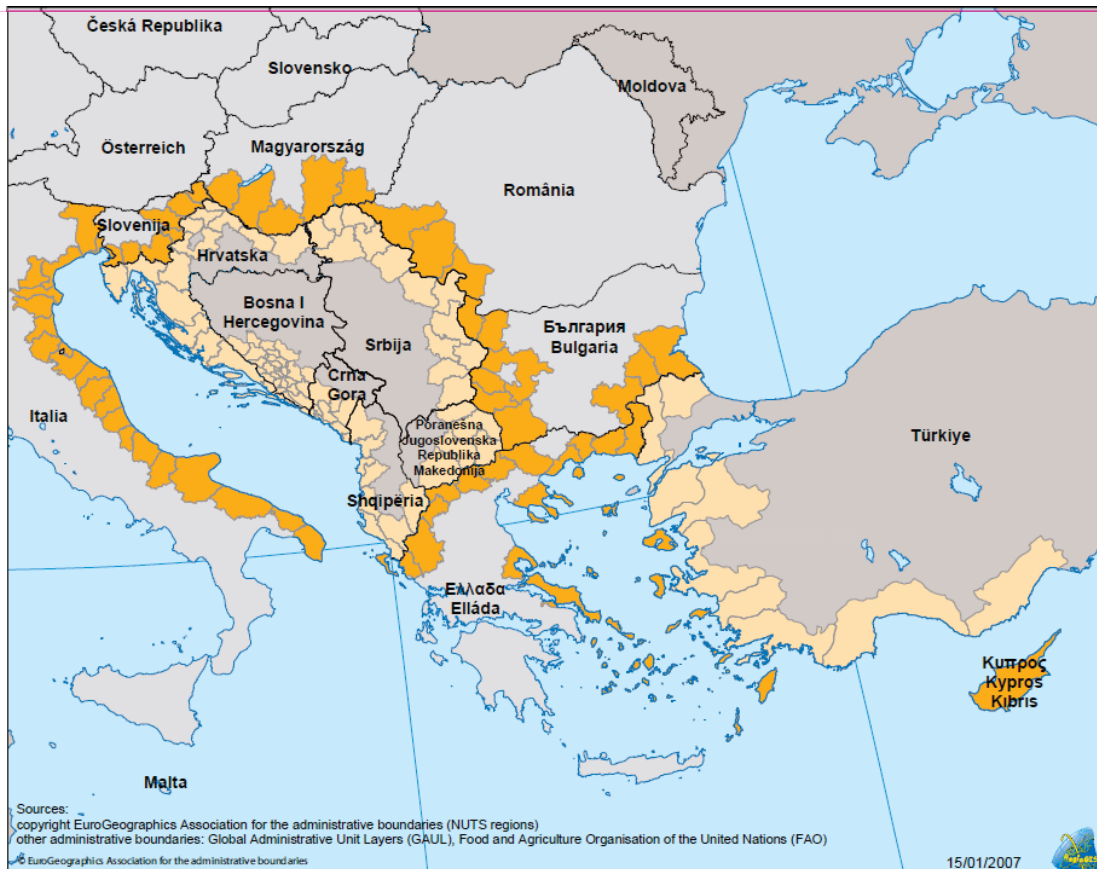 Česká Republika
Slovensko
Moldova
Österreich
Magyarország
România
Slovenija
Hrvatska
Bosna I
Hercegovina
Srbija
България
Bulgaria
Crna
Gora
Italia
Poranesna
Jugoslovenska
Republika
Makedonija
Türkiye
Shqipëria
Ελλαδα
Elláda
Κυπρος
Kypros
Kıbrıs
Malta
Sources:
copyright EuroGeographics Association for the administrative boundaries (NUTS regions)
other administrative boundaries: Global Administrative Unit Layers (GAUL), Food and Agriculture Organisation of the United Nations (FAO)
© EuroGeographics Association for the administrative boundaries
15/01/2007
RegioGIS